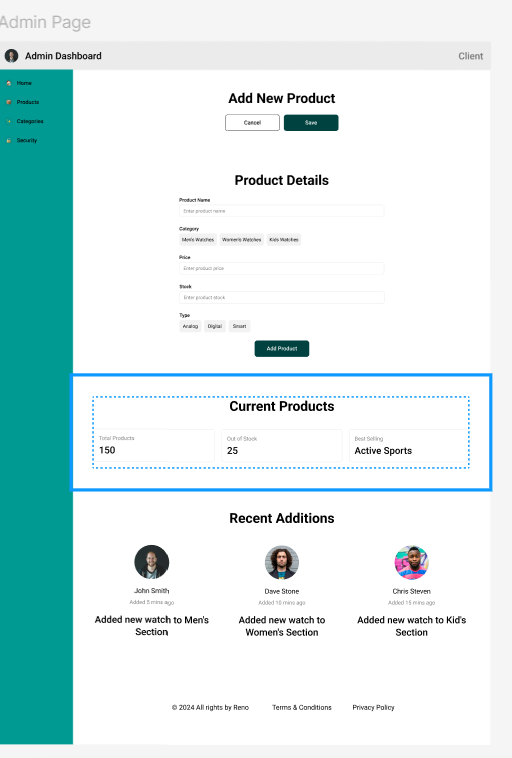 Admin Page
Admin Dashboard
Client
Home
Products
Categories
Security
Add New Product
Cancel
Save
Product Details
Product Name
Enter product name
Category
Men's Watches
Women's Watches
Kids Watches
Price
Enter product price
Stock
Enter product stock
Type
Analog
Digital
Smart
Add Product
Current Products
Total Products
150
Out of Stock
25
Best Selling
Active Sports
Recent Additions
John Smith
Added 5 mins ago
Added new watch to Men's
Section
Dave Stone
Added 10 mins ago
Added new watch to
Women's Section
Chris Steven
Added 15 mins ago
Added new watch to Kid's
Section
© 2024 All rights by Reno
Terms & Conditions
Privacy Policy